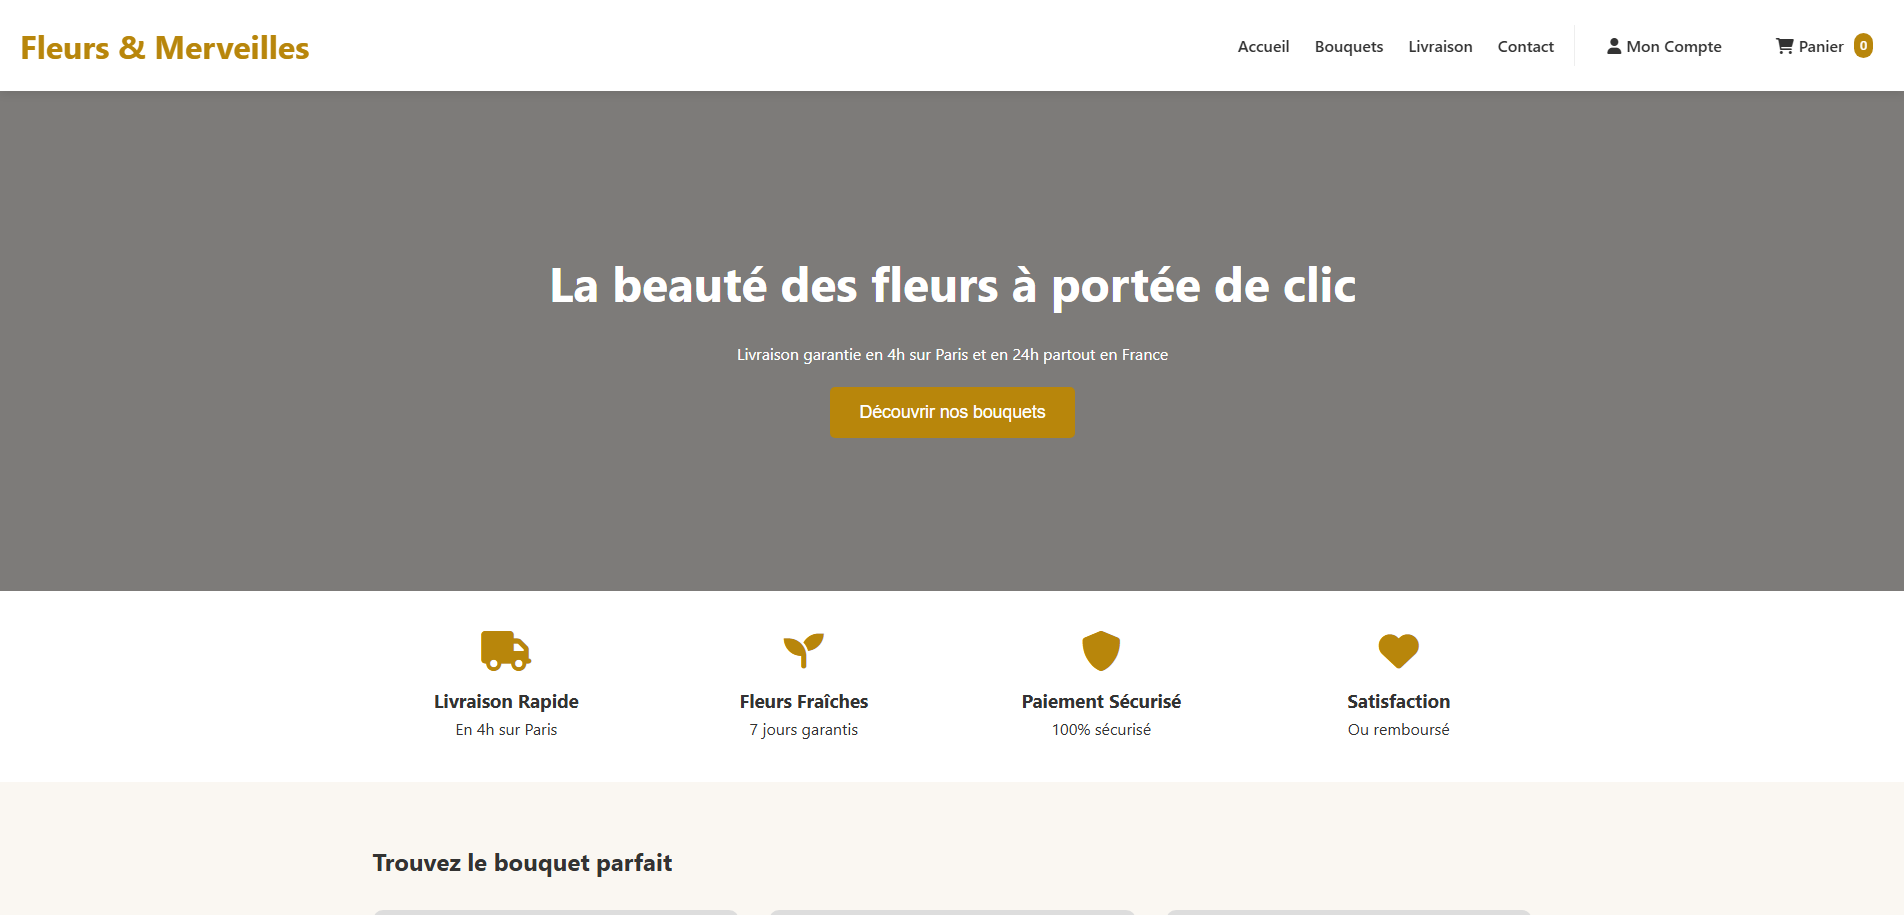 Fleurs & Merveilles
Accueil Bouquets Livraison Contact Mon Compte Panier 0
La beauté des fleurs à portée de clic
Livraison garantie en 4h sur Paris et en 24h partout en France
Découvrir nos bouquets
Livraison Rapide
En 4h sur Paris
Fleurs Fraîches
7 jours garantis
Paiement Sécurisé
100% sécurisé
Satisfaction
Ou remboursé
Trouvez le bouquet parfait